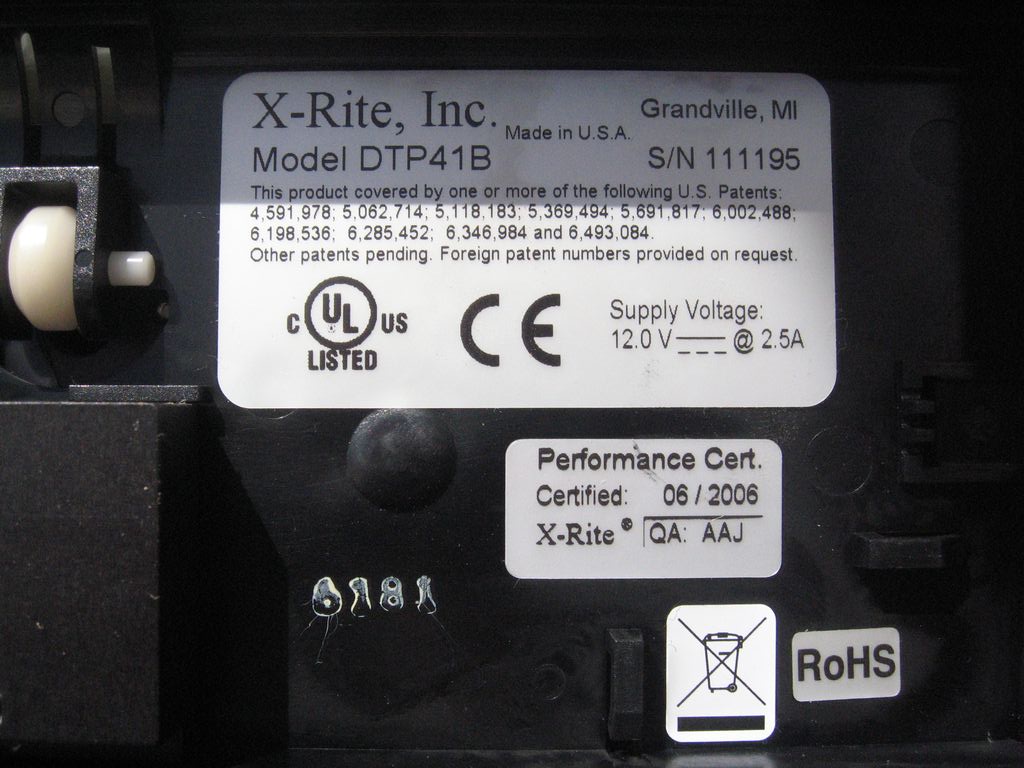 X-Rite, Inc. Made in U.S.A. Grandville, MI
Model DTP41B S/N 111195
This product covered by one or more of the following U.S. Patents:
4,591,978; 5,062,714; 5,118,183; 5,369,494; 5,691,817; 6,002,488;
6,198,536; 6,285,452; 6,346,984 and 6,493,084.
Other patents pending. Foreign patent numbers provided on request.
C UL US
LISTED
CE
Supply Voltage:
12.0 V @ 2.5A
Performance Cert.
Certified: 06 / 2006
X-Rite® QA: AAJ
RoHS